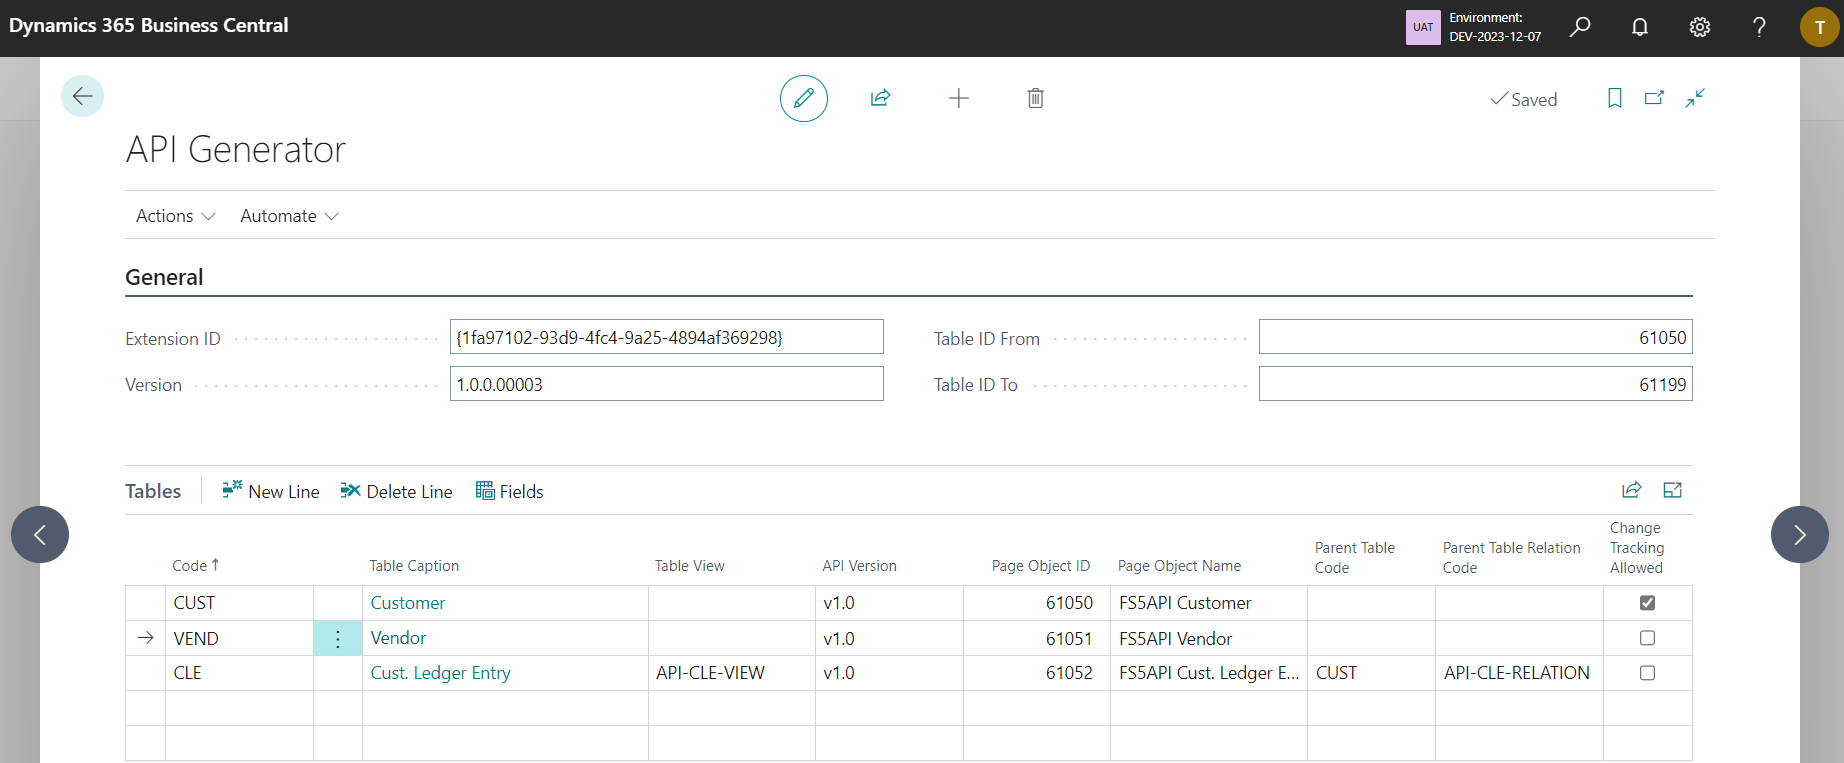 Dynamics 365 Business Central
UAT
Environment:
DEV-2023-12-07
T
Saved
API Generator
Actions
Automate
General
Extension ID
{1fa97102-93d9-4fc4-9a25-4894af369298}
Table ID From
61050
Version
1.0.0.00003
Table ID To
61199
Tables
New Line
Delete Line
Fields
Code ↑ Table Caption Table View API Version Page Object ID Page Object Name Parent Table Code Parent Table Relation Code Change Tracking Allowed
CUST Customer v1.0 61050 FS5API Customer
VEND Vendor v1.0 61051 FS5API Vendor
CLE Cust. Ledger Entry API-CLE-VIEW v1.0 61052 FS5API Cust. Ledger E... CUST API-CLE-RELATION